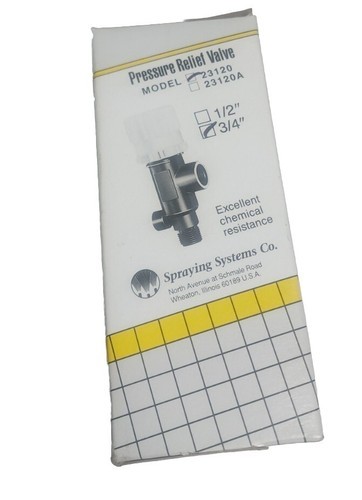 Pressure Relief Valve
MODEL 23120
23120A
1/2"
3/4"
Excellent
chemical
resistance
Spraying Systems Co.
North Avenue at Schmale Road
Wheaton, Illinois 60189 U.S.A.